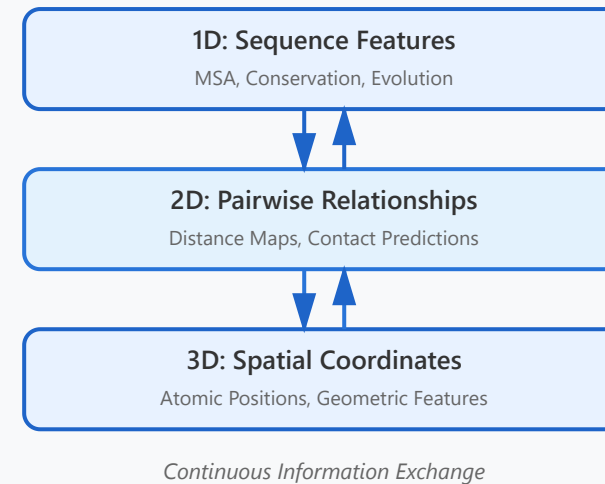 1D: Sequence Features
MSA, Conservation, Evolution
2D: Pairwise Relationships
Distance Maps, Contact Predictions
3D: Spatial Coordinates
Atomic Positions, Geometric Features
Continuous Information Exchange